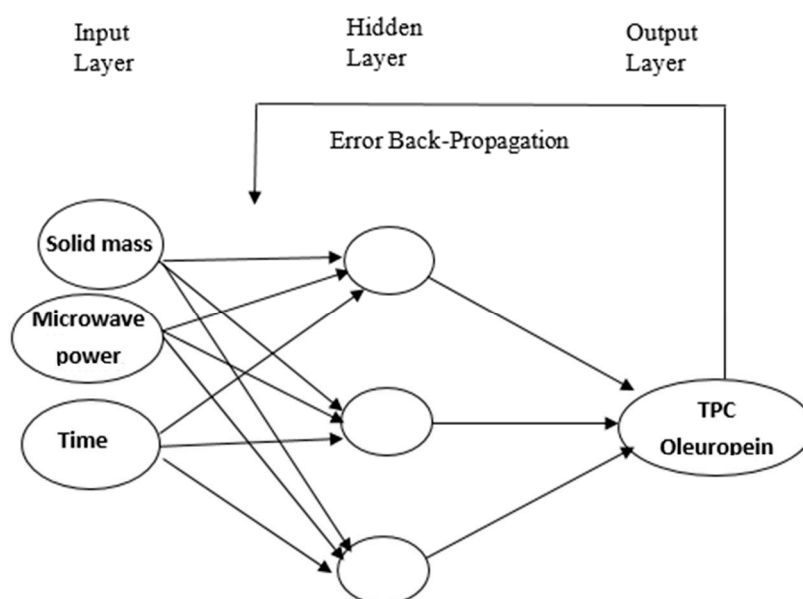 Input
Layer
Hidden
Layer
Output
Layer
Error Back-Propagation
Solid mass
Microwave
power
Time
TPC
Oleuropein